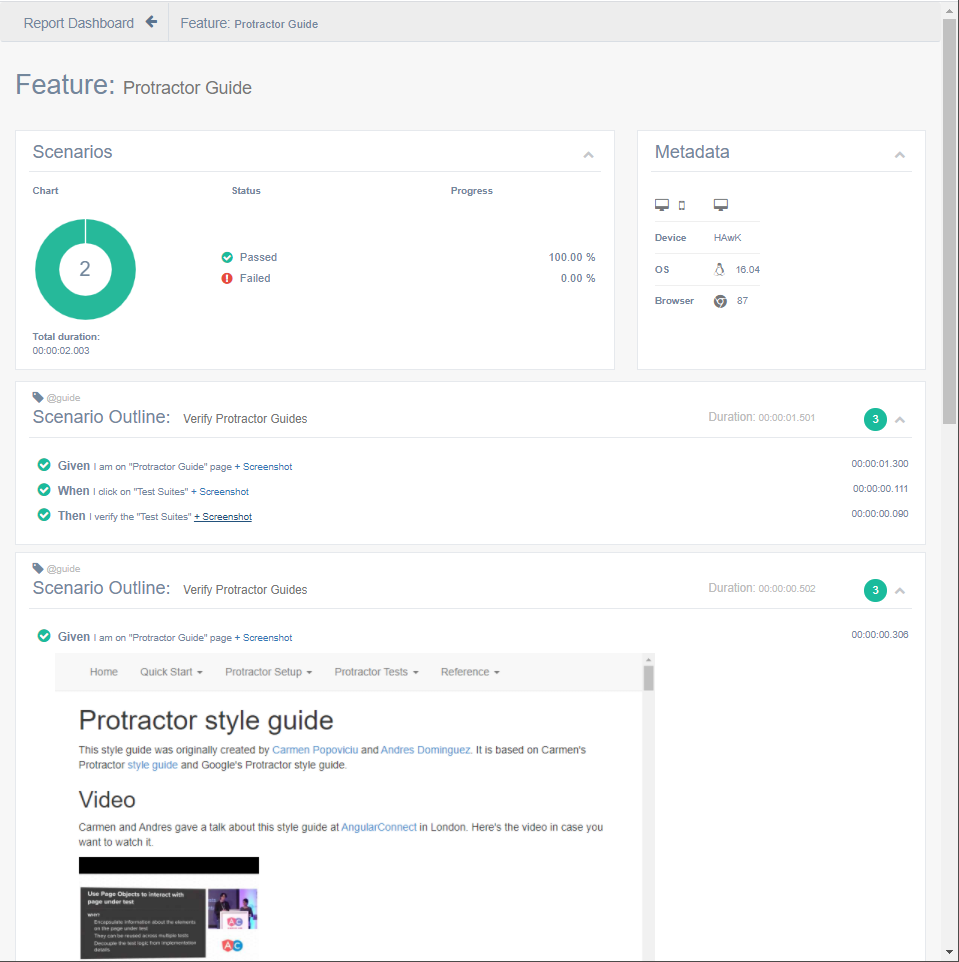 Report Dashboard
Feature: Protractor Guide
Feature: Protractor Guide
Scenarios
Chart Status Progress
2
Passed 100.00 %
Failed 0.00 %
Total duration:
00:00:02.003
Metadata
Device HAwK
OS 16.04
Browser 87
@guide
Scenario Outline: Verify Protractor Guides Duration: 00:00:01.501 3
Given I am on "Protractor Guide" page + Screenshot 00:00:01.300
When I click on "Test Suites" + Screenshot 00:00:00.111
Then I verify the "Test Suites" + Screenshot 00:00:00.090
@guide
Scenario Outline: Verify Protractor Guides Duration: 00:00:00.502 3
Given I am on "Protractor Guide" page + Screenshot 00:00:00.306
Home Quick Start Protractor Setup Protractor Tests Reference
Protractor style guide
This style guide was originally created by Carmen Popoviciu and Andres Dominguez. It is based on Carmen's
Protractor style guide and Google's Protractor style guide.
Video
Carmen and Andres gave a talk about this style guide at AngularConnect in London. Here's the video in case you
want to watch it.
Use Page Objects to interact with
page under test
WHY?
Encapsulate information about the elements
on the page under test
They can be reused across multiple tests
Decouple the test logic from implementation
details
AC
AC